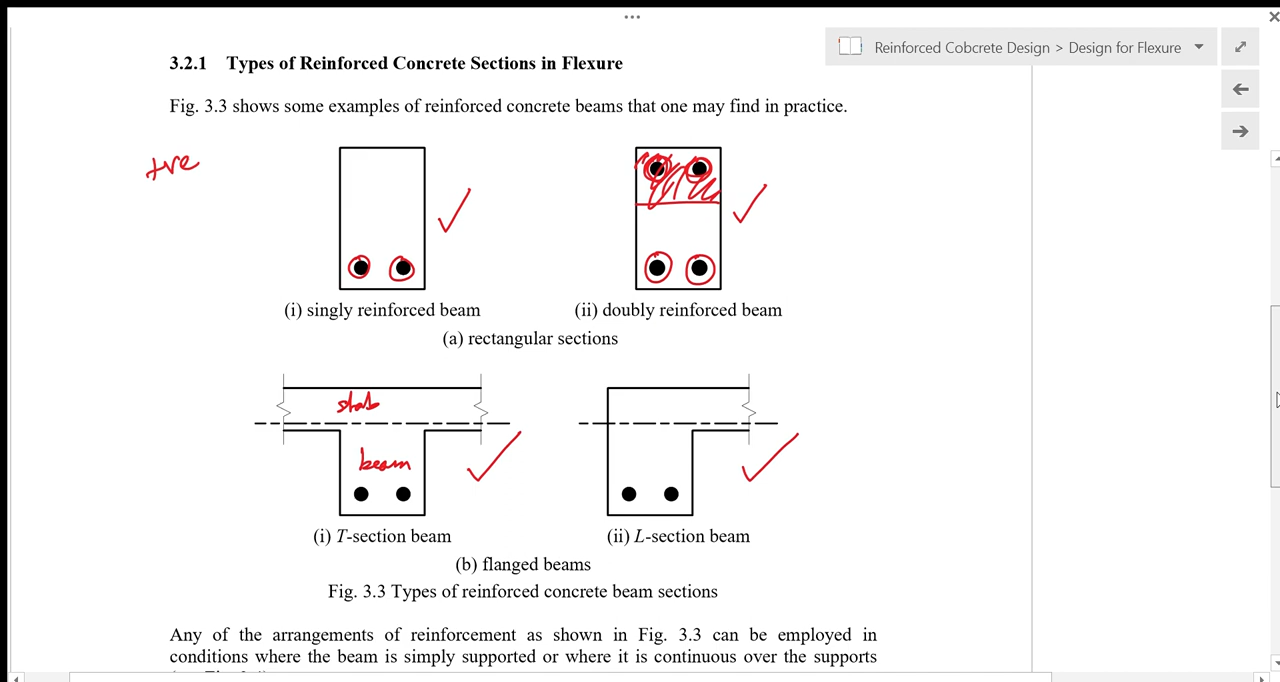 Reinforced Cobcrete Design > Design for Flexure
3.2.1 Types of Reinforced Concrete Sections in Flexure
Fig. 3.3 shows some examples of reinforced concrete beams that one may find in practice.
+ve
(i) singly reinforced beam
(ii) doubly reinforced beam
(a) rectangular sections
slab
beam
(i) T-section beam
(ii) L-section beam
(b) flanged beams
Fig. 3.3 Types of reinforced concrete beam sections
Any of the arrangements of reinforcement as shown in Fig. 3.3 can be employed in
conditions where the beam is simply supported or where it is continuous over the supports